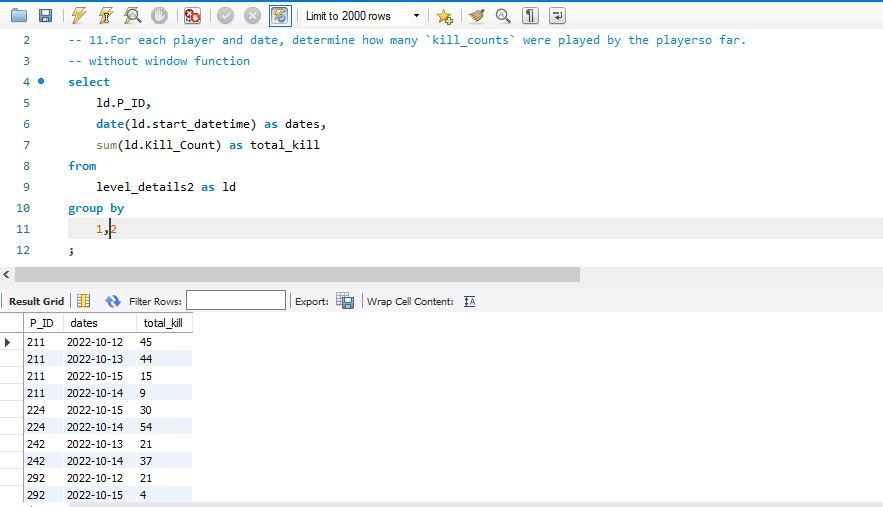 Limit to 2000 rows
2 -- 11.For each player and date, determine how many `kill_counts` were played by the playerso far.
3 -- without window function
4 select
5 ld.P_ID,
6 date(ld.start_datetime) as dates,
7 sum(ld.Kill_Count) as total_kill
8 from
9 level_details2 as ld
10 group by
11 1,2
12 ;
Result Grid Filter Rows: Export: Wrap Cell Content:
P_ID dates total_kill
211 2022-10-12 45
211 2022-10-13 44
211 2022-10-15 15
211 2022-10-14 9
224 2022-10-15 30
224 2022-10-14 54
242 2022-10-13 21
242 2022-10-14 37
292 2022-10-12 21
292 2022-10-15 4